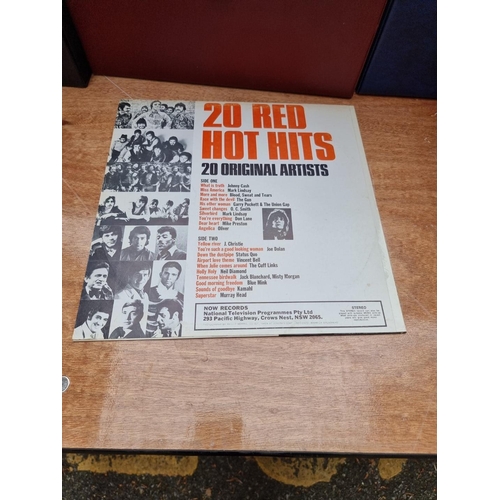 20 RED
HOT HITS
20 ORIGINAL ARTISTS
SIDE ONE
What is truth Johnny Cash
Miss America Mark Lindsay
More and more Blood, Sweat and Tears
Race with the devil The Gun
No other woman Garry Puckett & The Union Gap
Sweet changes O. C. Smith
Silverbird Mark Lindsay
You're everything Don Lane
Dear heart Mike Preston
Angelica Oliver
SIDE TWO
Yellow river J. Christie
You're such a good looking woman Joe Dolan
Down the dustpipe Status Quo
Airport love theme Vincent Bell
When Julie comes around The Cuff Links
Holly Holy Neil Diamond
Tennessee birdwalk Jack Blanchard, Misty Morgan
Good morning freedom Blue Mink
Sounds of goodbye Kamahl
Superstar Murray Head
NOW RECORDS
National Television Programmes Pty Ltd
293 Pacific Highway, Crows Nest, NSW 2065.
STEREO